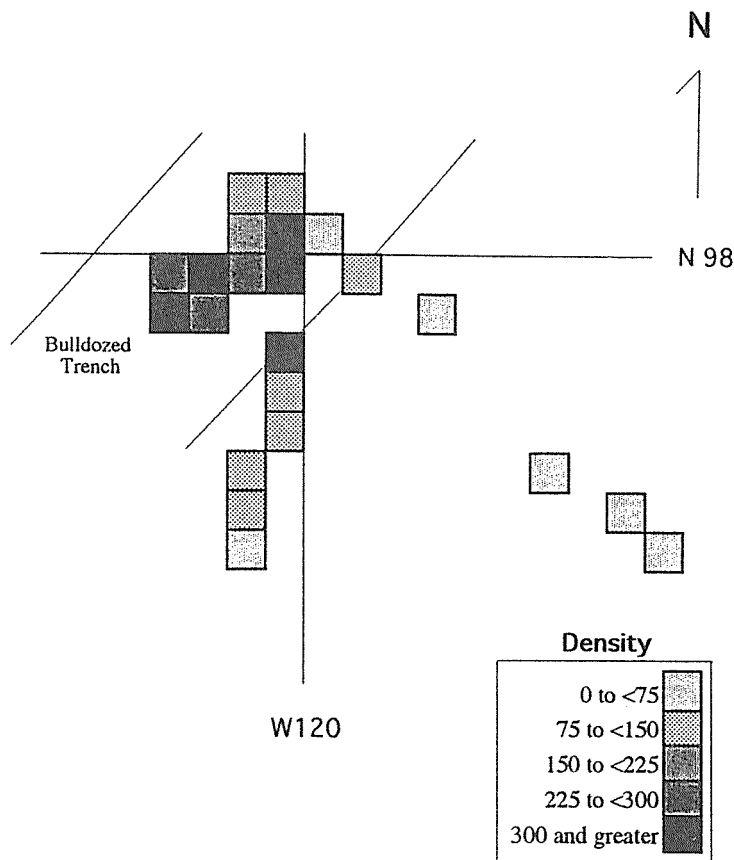 N
N 98
Bulldozed
Trench
W120
Density
0 to <75
75 to <150
150 to <225
225 to <300
300 and greater